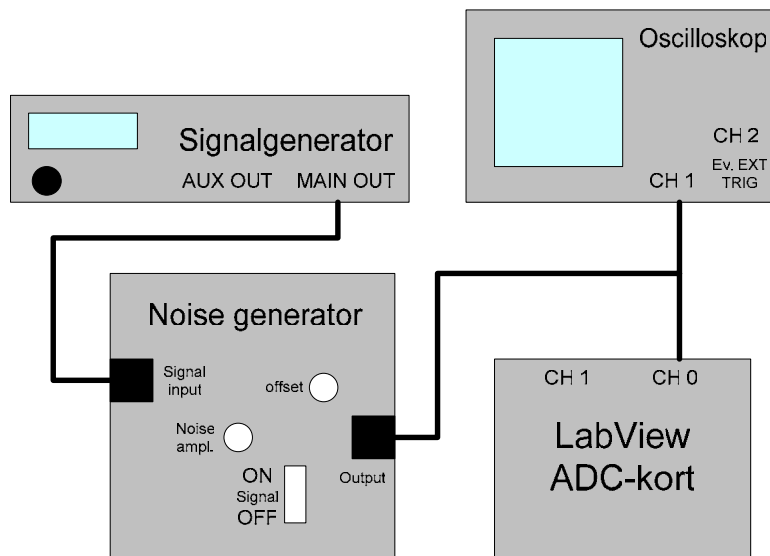 Oscilloskop
CH 2
Ev. EXT
TRIG
CH 1
Signalgenerator
AUX OUT MAIN OUT
Noise generator
Signal
input
offset
Noise
ampl.
ON
Signal
OFF
Output
CH 1 CH 0
LabView
ADC-kort